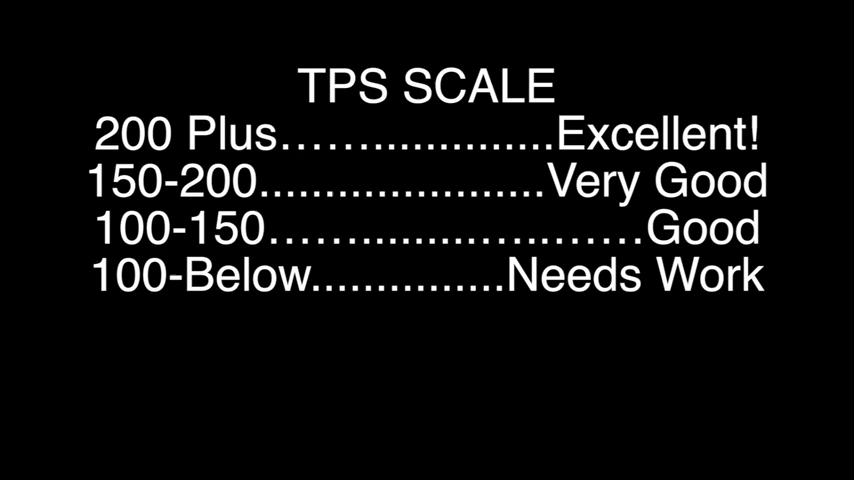 TPS SCALE
200 Plus…….............Excellent!
150-200......................Very Good
100-150…….........…...……Good
100-Below...............Needs Work